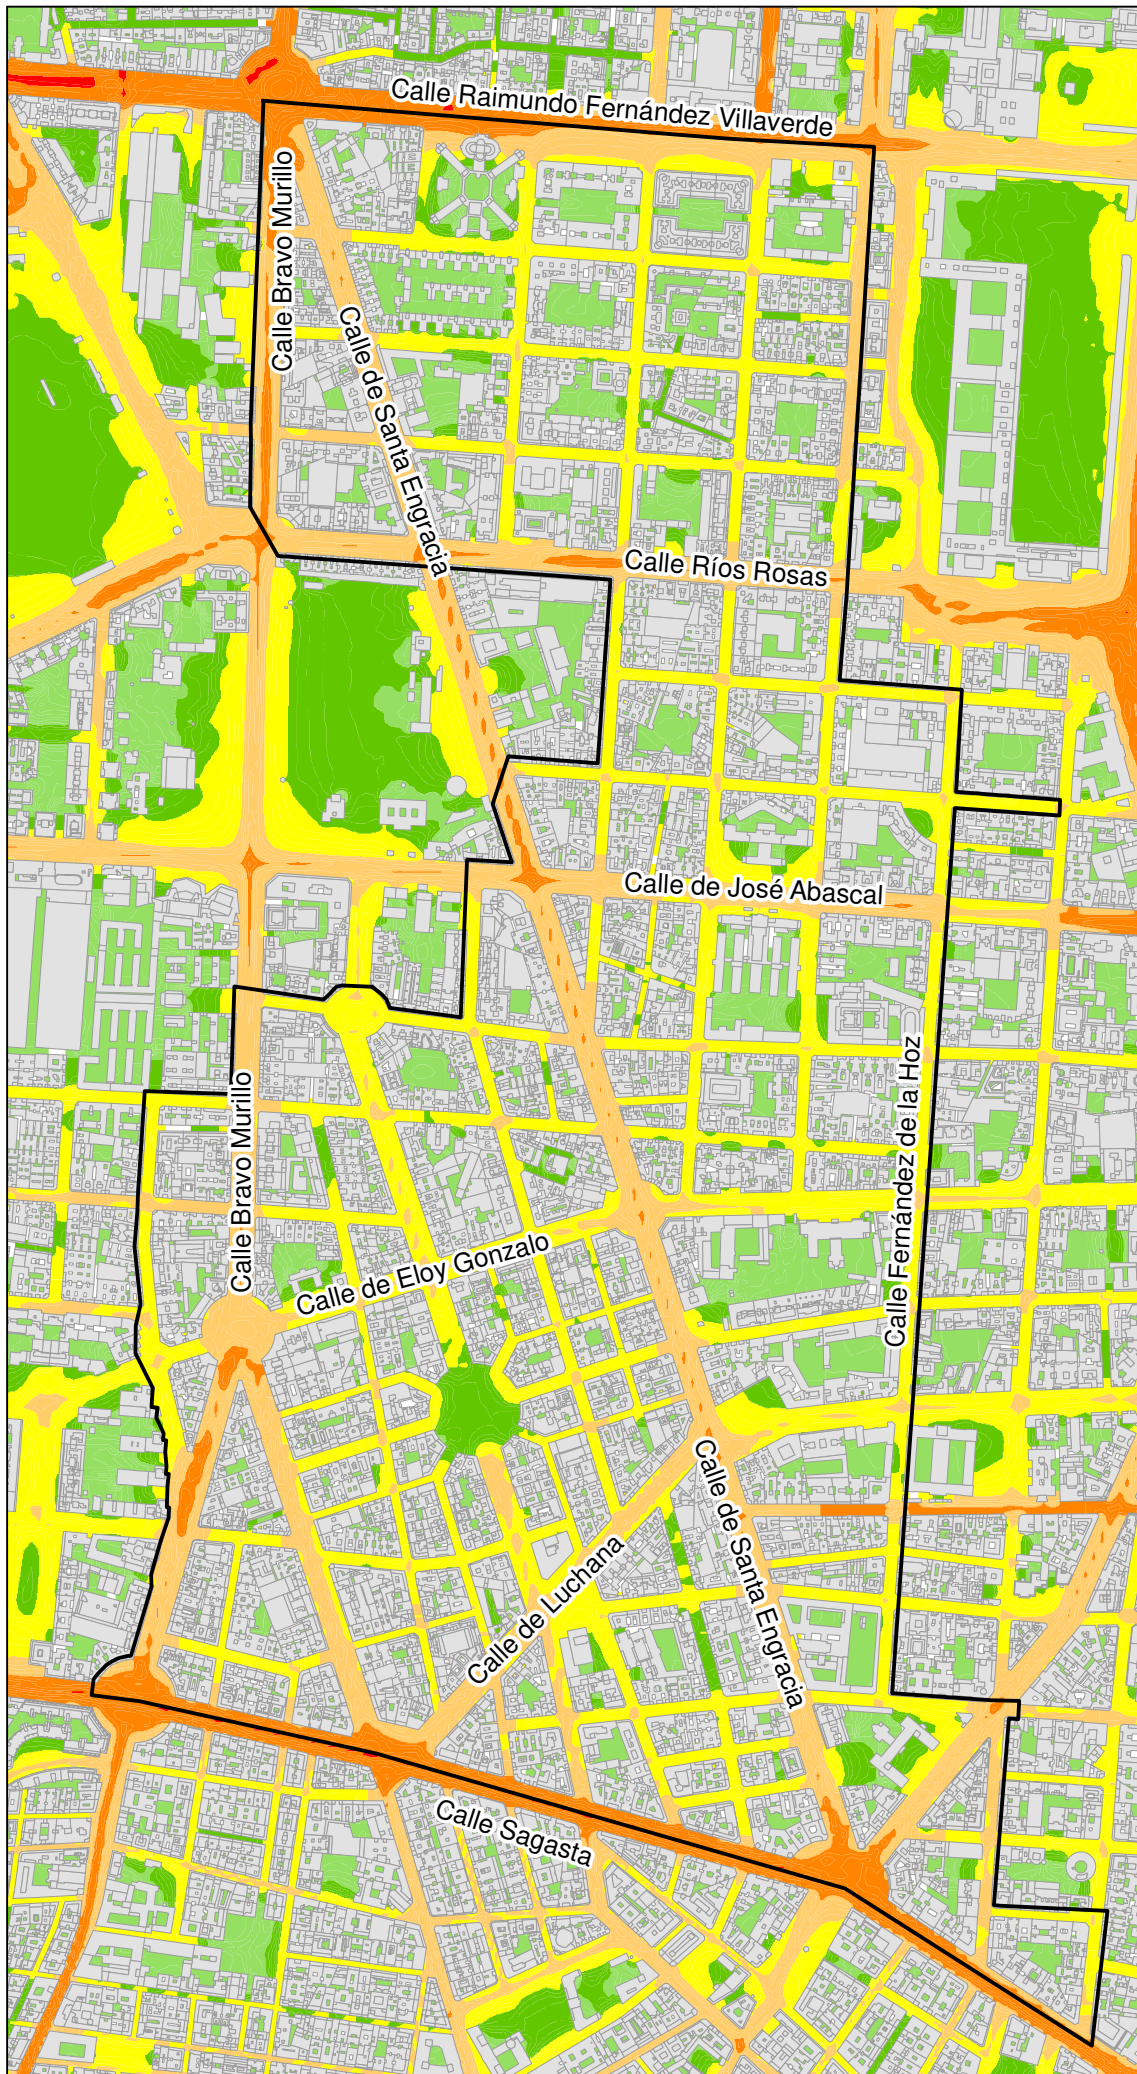 Calle Raimundo Fernández Villaverde
Calle Bravo Murillo
Calle de Santa Engracia
Calle Ríos Rosas
Calle de José Abascal
Calle Fernández de la Hoz
Calle Bravo Murillo
Calle de Eloy Gonzalo
Calle de Luchana
Calle de Santa Engracia
Calle Sagasta